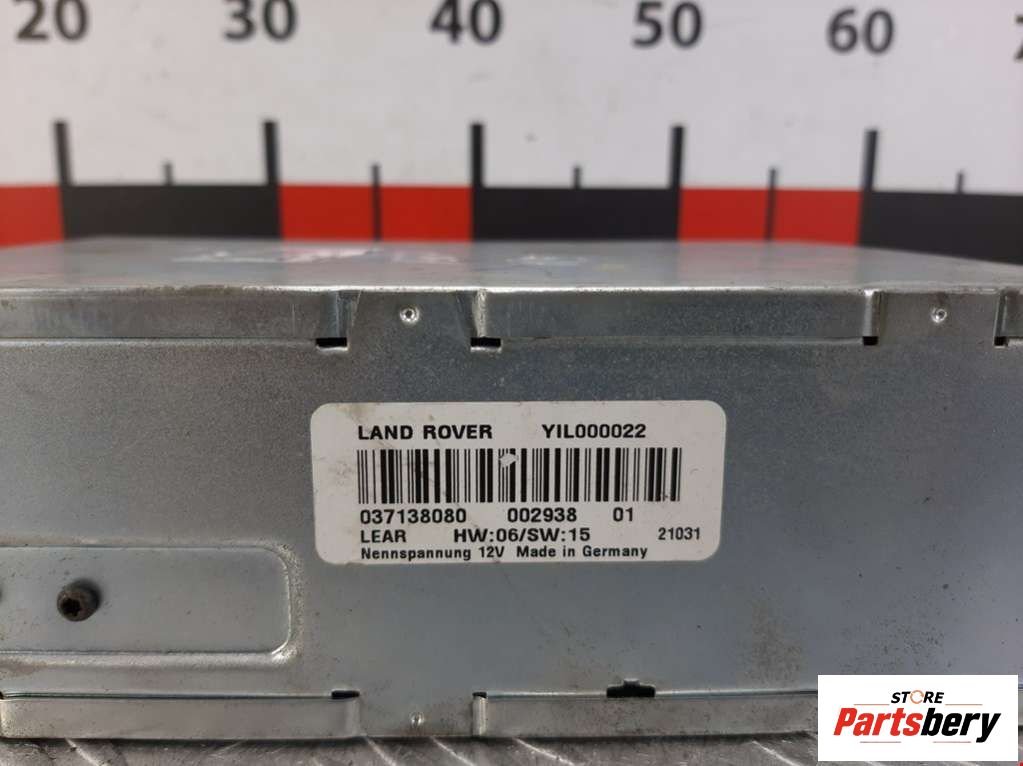 20 30 40 50 60
LAND ROVER YIL000022
037138080 002938 01
LEAR HW:06/SW:15 21031
Nennspannung 12V Made in Germany
STORE
Partsbery